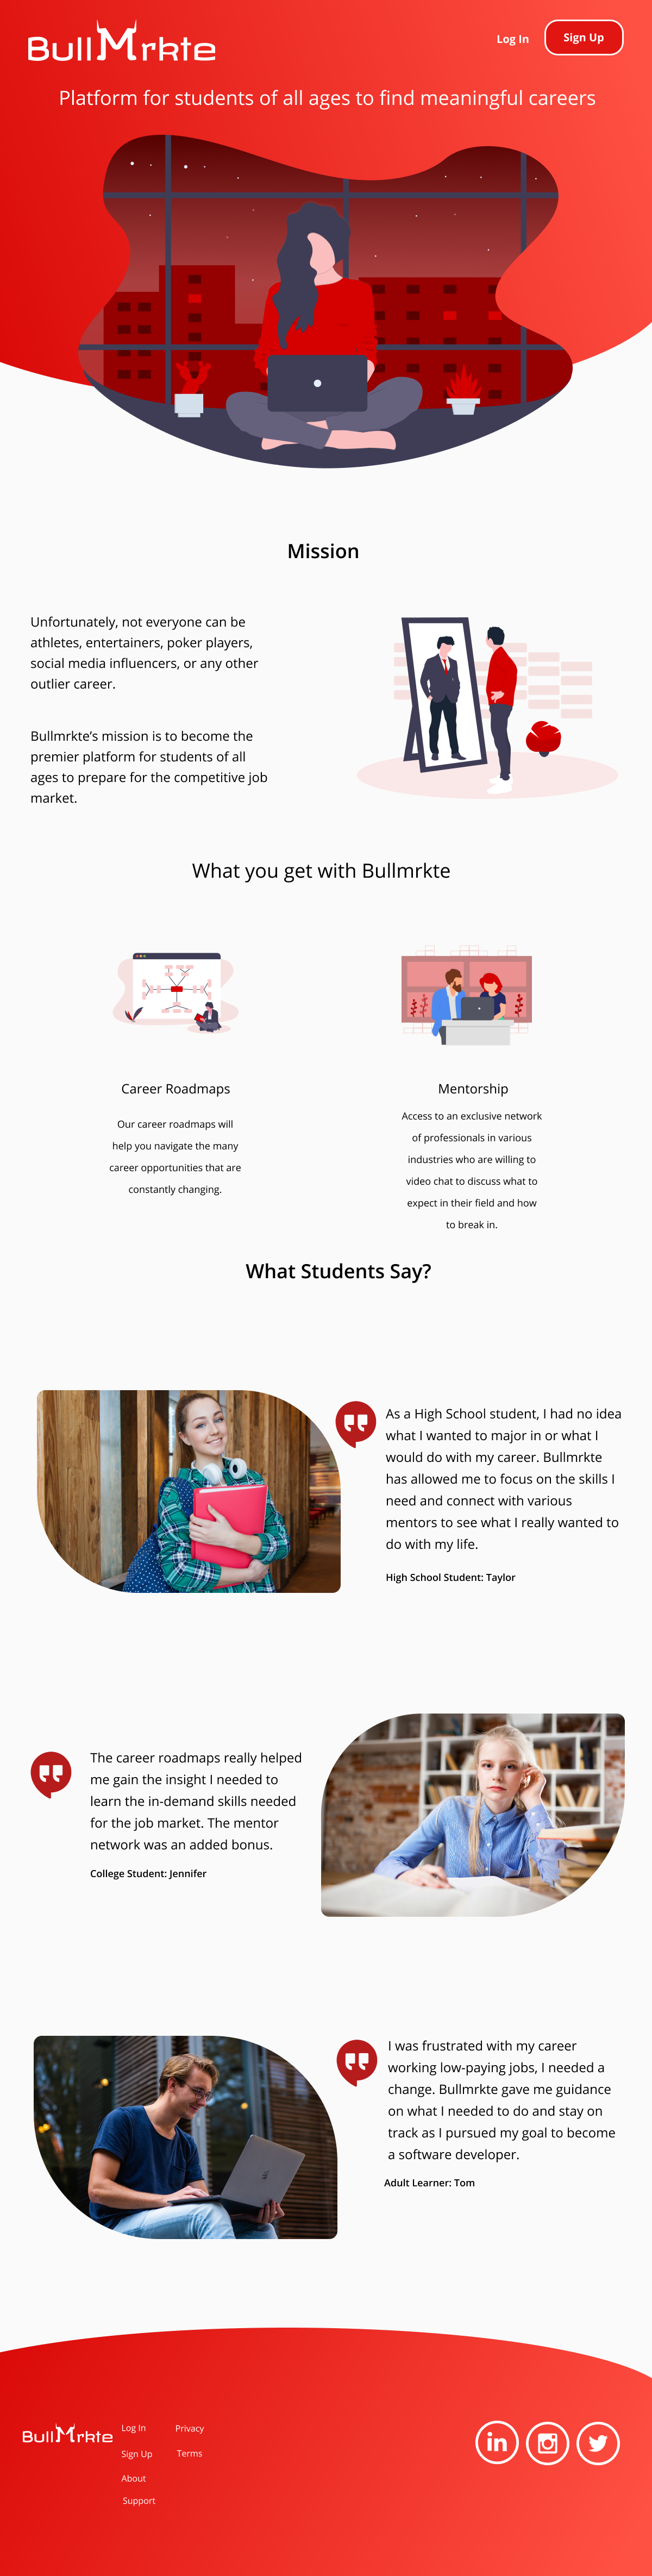 BullMrkte
Log In
Sign Up
Platform for students of all ages to find meaningful careers
Mission
Unfortunately, not everyone can be
athletes, entertainers, poker players,
social media influencers, or any other
outlier career.
Bullmrkte’s mission is to become the
premier platform for students of all
ages to prepare for the competitive job
market.
What you get with Bullmrkte
Career Roadmaps
Our career roadmaps will
help you navigate the many
career opportunities that are
constantly changing.
Mentorship
Access to an exclusive network
of professionals in various
industries who are willing to
video chat to discuss what to
expect in their field and how
to break in.
What Students Say?
As a High School student, I had no idea
what I wanted to major in or what I
would do with my career. Bullmrkte
has allowed me to focus on the skills I
need and connect with various
mentors to see what I really wanted to
do with my life.
High School Student: Taylor
The career roadmaps really helped
me gain the insight I needed to
learn the in-demand skills needed
for the job market. The mentor
network was an added bonus.
College Student: Jennifer
I was frustrated with my career
working low-paying jobs, I needed a
change. Bullmrkte gave me guidance
on what I needed to do and stay on
track as I pursued my goal to become
a software developer.
Adult Learner: Tom
BullMrkte
Log In
Sign Up
About
Support
Privacy
Terms
in